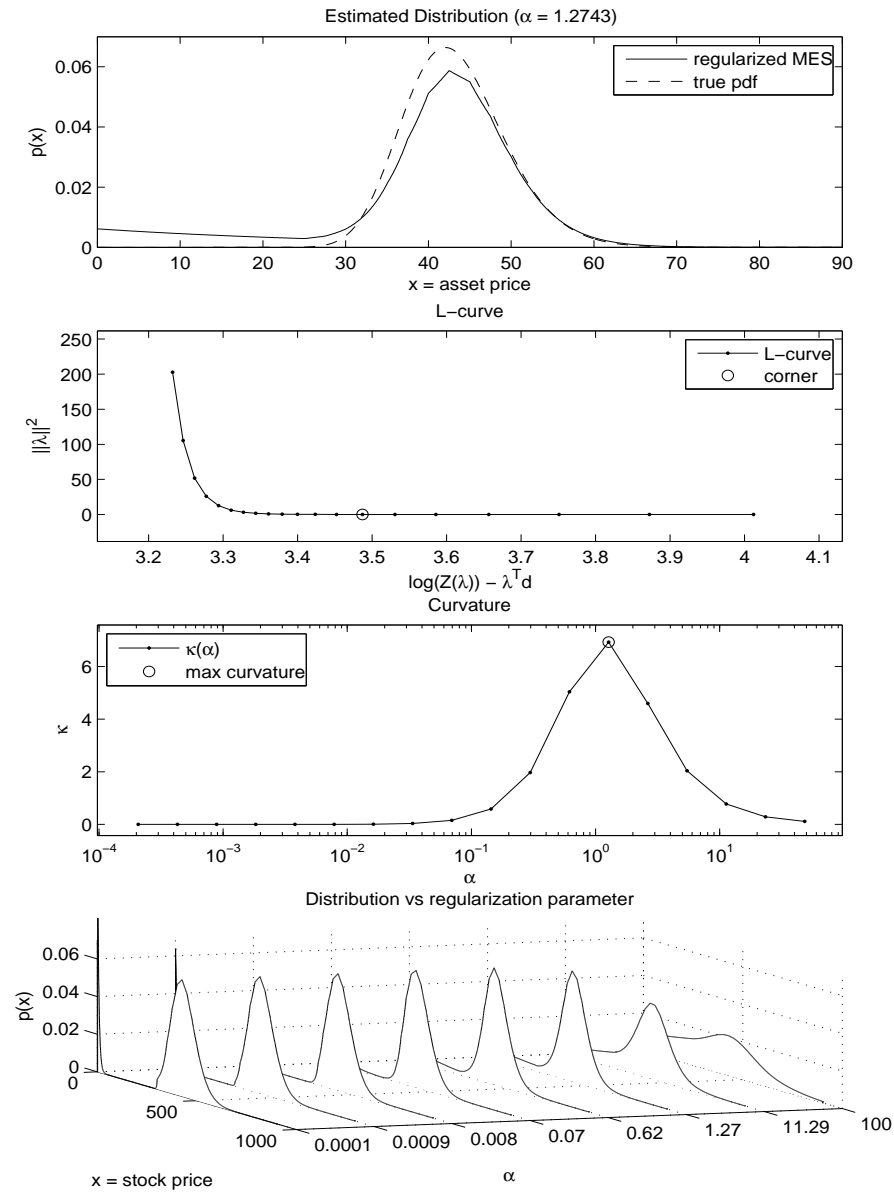 Estimated Distribution (α = 1.2743)
regularized MES
true pdf
p(x)
0.06
0.04
0.02
0
0 10 20 30 40 50 60 70 80 90
x = asset price
L−curve
L−curve
corner
||λ||²
250
200
150
100
50
0
3.2 3.3 3.4 3.5 3.6 3.7 3.8 3.9 4 4.1
log(Z(λ)) − λᵀd
Curvature
κ(α)
max curvature
κ
6
4
2
0
10⁻⁴ 10⁻³ 10⁻² 10⁻¹ 10⁰ 10¹
α
Distribution vs regularization parameter
p(x)
0.06
0.04
0.02
0
0
500
1000
0.0001 0.0009 0.008 0.07 0.62 1.27 11.29 100
x = stock price
α